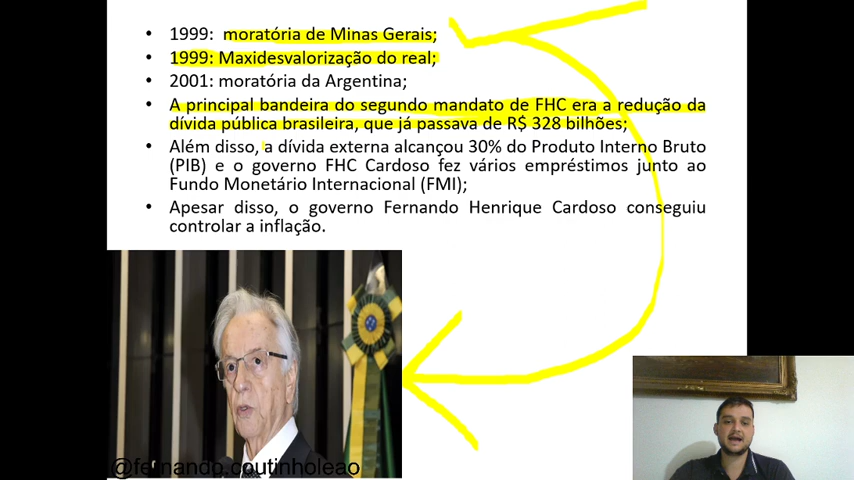 1999: moratória de Minas Gerais;
1999: Maxidesvalorização do real;
2001: moratória da Argentina;
A principal bandeira do segundo mandato de FHC era a redução da
dívida pública brasileira, que já passava de R$ 328 bilhões;
Além disso, a dívida externa alcançou 30% do Produto Interno Bruto
(PIB) e o governo FHC Cardoso fez vários empréstimos junto ao
Fundo Monetário Internacional (FMI);
Apesar disso, o governo Fernando Henrique Cardoso conseguiu
controlar a inflação.
@fernando.coutinholeao